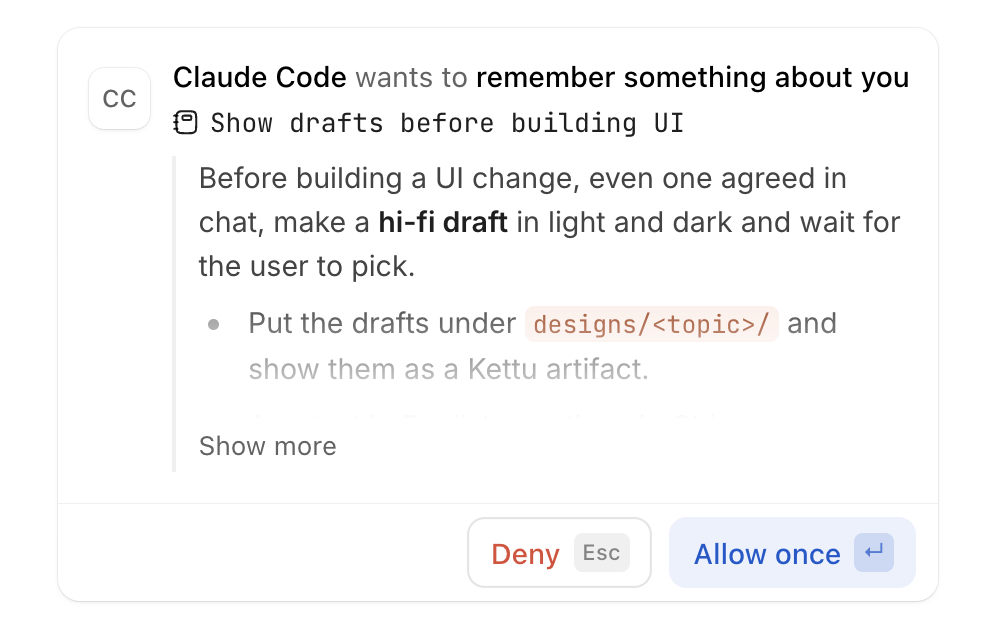 CC
Claude Code wants to remember something about you
Show drafts before building UI
Before building a UI change, even one agreed in
chat, make a hi-fi draft in light and dark and wait for
the user to pick.
Put the drafts under designs/<topic>/ and
show them as a Kettu artifact.
Show more
Deny Esc
Allow once ↵